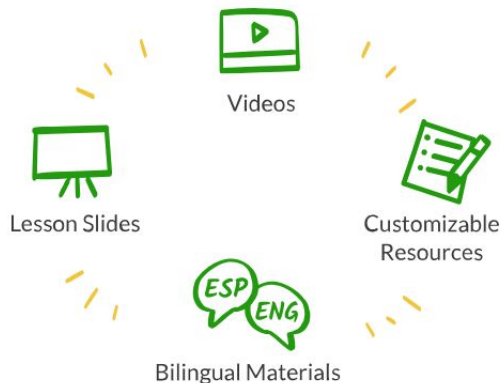 Videos
Lesson Slides
Customizable
Resources
ESP
ENG
Bilingual Materials